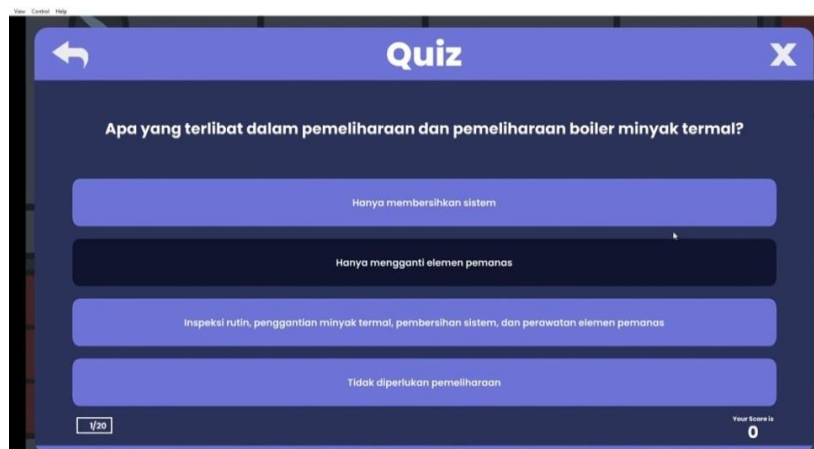 View Control Help
Quiz
X
Apa yang terlibat dalam pemeliharaan dan pemeliharaan boiler minyak termal?
Hanya membersihkan sistem
Hanya mengganti elemen pemanas
Inspeksi rutin, penggantian minyak termal, pembersihan sistem, dan perawatan elemen pemanas
Tidak diperlukan pemeliharaan
1/20
Your Score is
0